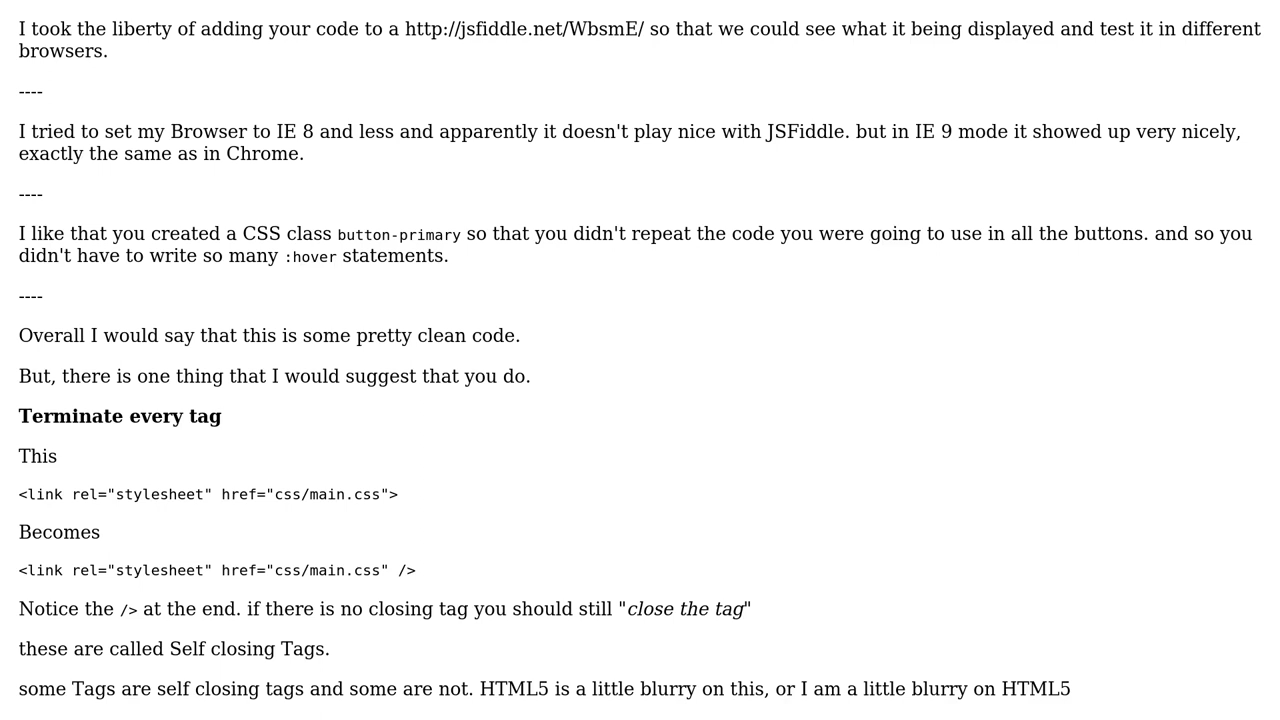 I took the liberty of adding your code to a http://jsfiddle.net/WbsmE/ so that we could see what it being displayed and test it in different
browsers.
----
I tried to set my Browser to IE 8 and less and apparently it doesn't play nice with JSFiddle. but in IE 9 mode it showed up very nicely,
exactly the same as in Chrome.
----
I like that you created a CSS class button-primary so that you didn't repeat the code you were going to use in all the buttons. and so you
didn't have to write so many :hover statements.
----
Overall I would say that this is some pretty clean code.
But, there is one thing that I would suggest that you do.
Terminate every tag
This
<link rel="stylesheet" href="css/main.css">
Becomes
<link rel="stylesheet" href="css/main.css" />
Notice the /> at the end. if there is no closing tag you should still "close the tag"
these are called Self closing Tags.
some Tags are self closing tags and some are not. HTML5 is a little blurry on this, or I am a little blurry on HTML5